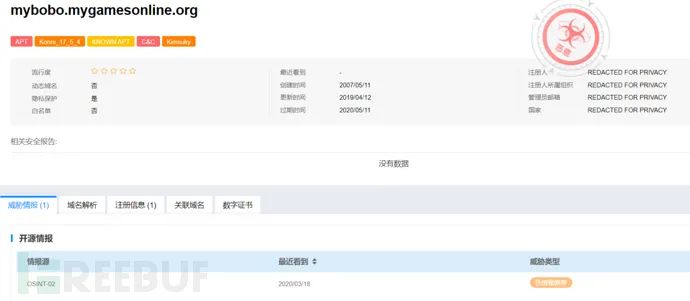 mybobo.mygamesonline.org
恶意
APT Konni_17_5_4 KNOWN APT C&C Kimsuky
流行度 最近看到 - 注册人 REDACTED FOR PRIVACY
动态域名 否 创建时间 2007/05/11 注册人所属组织 REDACTED FOR PRIVACY
隐私保护 是 更新时间 2019/04/12 管理员邮箱 REDACTED FOR PRIVACY
白名单 否 过期时间 2020/05/11 国家 REDACTED FOR PRIVACY
相关安全报告:
没有数据
威胁情报 (1) 域名解析 注册信息 (1) 关联域名 数字证书
开源情报
情报源 最近看到 威胁类型
OSINT-02 2020/03/18
REEBUF